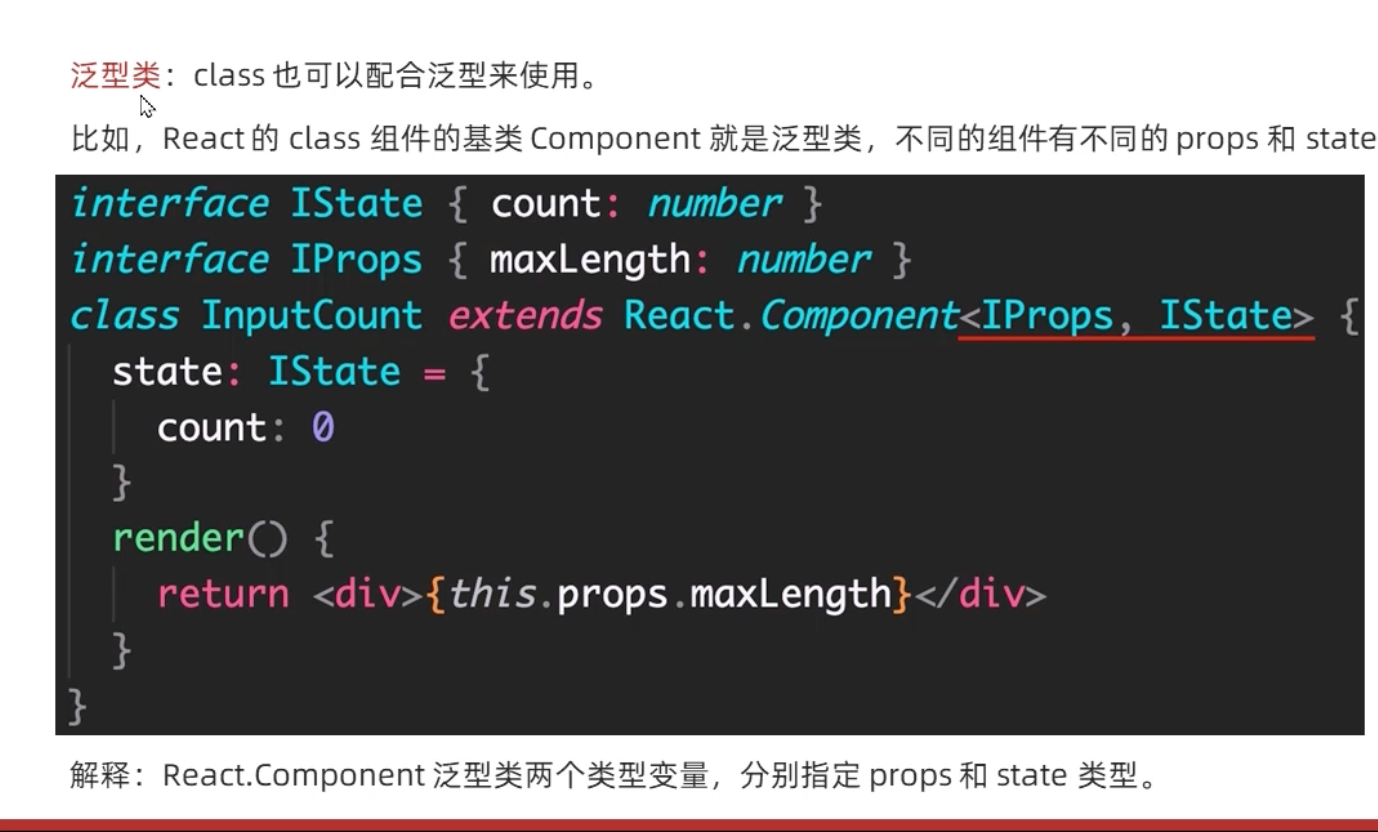 泛型类：class 也可以配合泛型来使用。
比如，React 的 class 组件的基类 Component 就是泛型类，不同的组件有不同的 props 和 state
interface IState { count: number }
interface IProps { maxLength: number }
class InputCount extends React.Component<IProps, IState> {
  state: IState = {
    count: 0
  }
  render() {
    return <div>{this.props.maxLength}</div>
  }
}
解释：React.Component 泛型类两个类型变量，分别指定 props 和 state 类型。